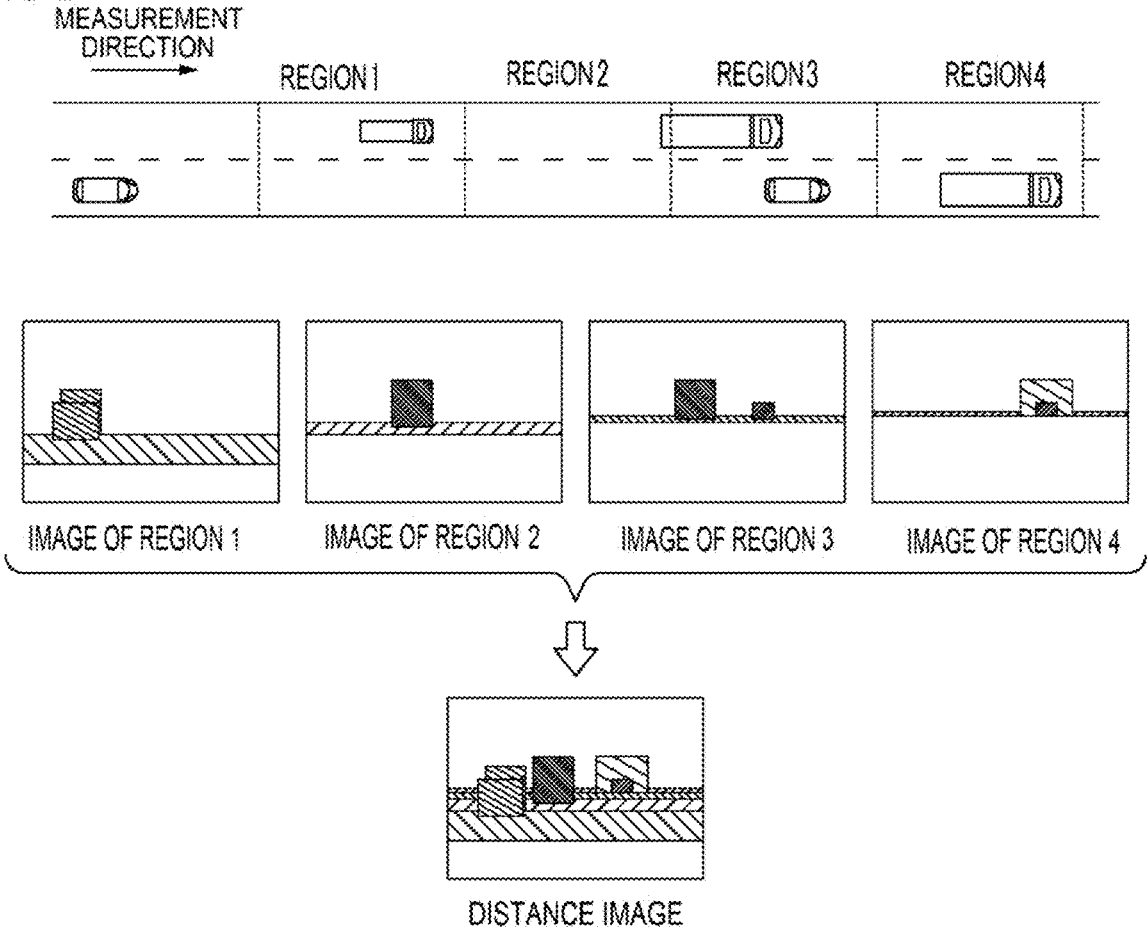 MEASUREMENT
DIRECTION
REGION1 REGION2 REGION3 REGION4
IMAGE OF REGION 1 IMAGE OF REGION 2 IMAGE OF REGION 3 IMAGE OF REGION 4
DISTANCE IMAGE